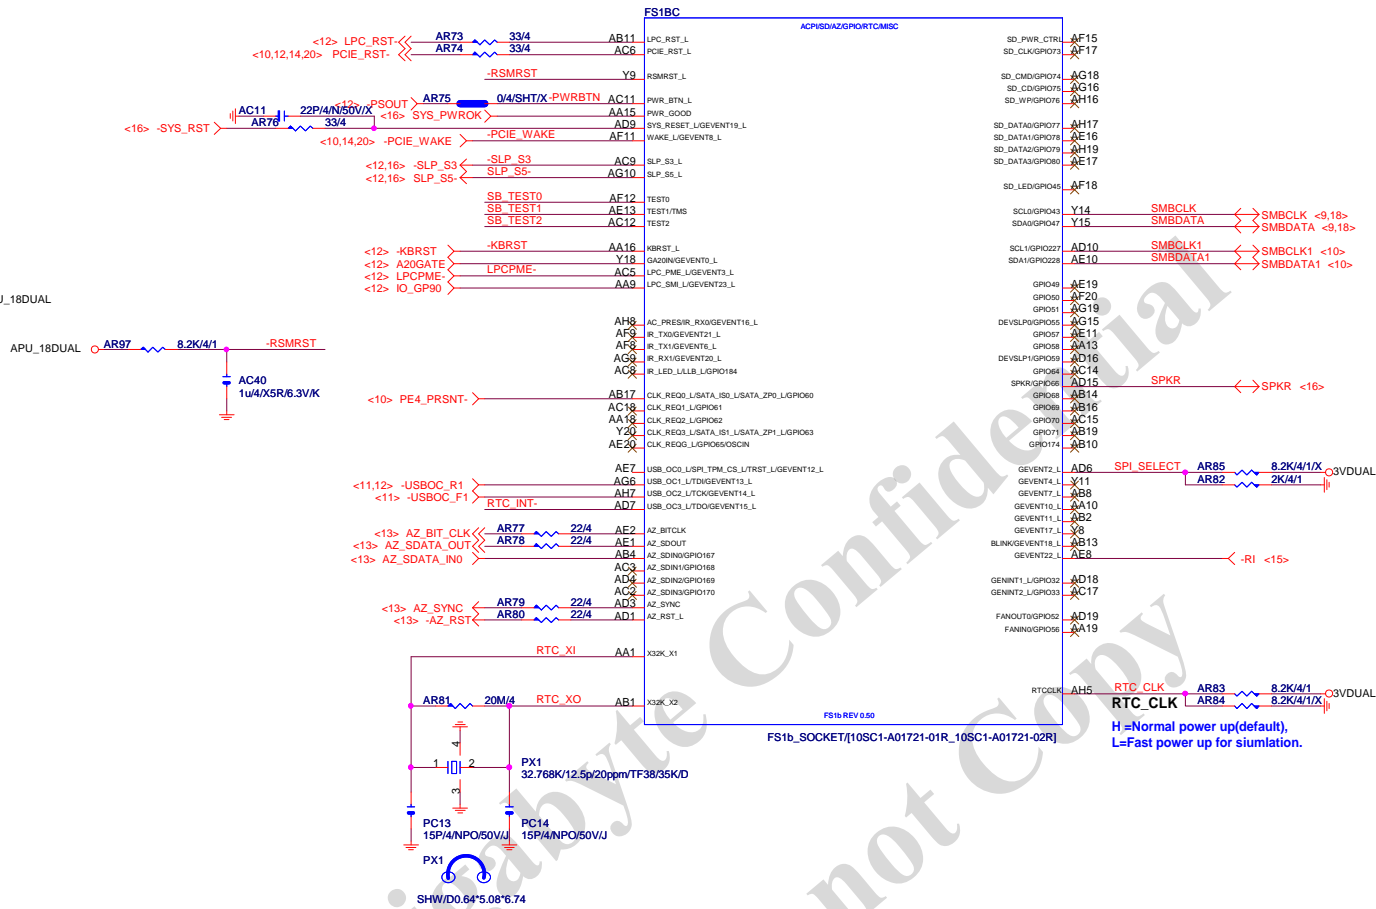 FS1BC
ACPI/SD/AZ/GPIO/RTC/MISC
<12> LPC_RST- AR73 33/4 AB11 LPC_RST_L
<10,12,14,20> PCIE_RST- AR74 33/4 AC6 PCIE_RST_L
-RSMRST Y9 RSMRST_L
<12> -PSOUT AR75 0/4/SHT/X -PWRBTN AC11 PWR_BTN_L
AC11 22P/4/N/50V/X <16> SYS_PWROK AA15 PWR_GOOD
<16> -SYS_RST AR76 33/4 AD9 SYS_RESET_L/GEVENT19_L
<10,14,20> -PCIE_WAKE -PCIE_WAKE AF11 WAKE_L/GEVENT8_L
<12,16> -SLP_S3 -SLP_S3 AC9 SLP_S3_L
<12,16> SLP_S5- SLP_S5- AG10 SLP_S5_L
SB_TEST0 AF12 TEST0
SB_TEST1 AE13 TEST1/TMS
SB_TEST2 AC12 TEST2
<12> -KBRST -KBRST AA16 KBRST_L
<12> A20GATE Y18 GA20IN/GEVENT0_L
<12> LPCPME- LPCPME- AC5 LPC_PME_L/GEVENT3_L
<12> IO_GP90 AA9 LPC_SMI_L/GEVENT23_L
U_18DUAL
AH8 AC_PRES/IR_RX0/GEVENT16_L
AF9 IR_TX0/GEVENT21_L
AF8 IR_TX1/GEVENT6_L
AG9 IR_RX1/GEVENT20_L
AC8 IR_LED_L/LLB_L/GPIO184
APU_18DUAL AR97 8.2K/4/1 -RSMRST
AC40
1u/4/X5R/6.3V/K
<10> PE4_PRSNT- AB17 CLK_REQ0_L/SATA_IS0_L/SATA_ZP0_L/GPIO60
AC18 CLK_REQ1_L/GPIO61
AA18 CLK_REQ2_L/GPIO62
Y20 CLK_REQ3_L/SATA_IS1_L/SATA_ZP1_L/GPIO63
AE20 CLK_REQG_L/GPIO65/OSCIN
AE7 USB_OC0_L/SPI_TPM_CS_L/TRST_L/GEVENT12_L
<11,12> -USBOC_R1 AG6 USB_OC1_L/TDI/GEVENT13_L
<11> -USBOC_F1 AH7 USB_OC2_L/TCK/GEVENT14_L
RTC_INT- AD7 USB_OC3_L/TDO/GEVENT15_L
<13> AZ_BIT_CLK AR77 22/4 AE2 AZ_BITCLK
<13> AZ_SDATA_OUT AR78 22/4 AE1 AZ_SDOUT
<13> AZ_SDATA_IN0 AB4 AZ_SDIN0/GPIO167
AC3 AZ_SDIN1/GPIO168
AD4 AZ_SDIN2/GPIO169
AC2 AZ_SDIN3/GPIO170
<13> AZ_SYNC AR79 22/4 AD3 AZ_SYNC
<13> -AZ_RST AR80 22/4 AD1 AZ_RST_L
RTC_XI AA1 X32K_X1
AR81 20M/4 RTC_XO AB1 X32K_X2
4
1 2
3
PX1
32.768K/12.5p/20ppm/TF38/35K/D
PC13
15P/4/NPO/50V/J
PC14
15P/4/NPO/50V/J
PX1
SHW/D0.64*5.08*6.74
SD_PWR_CTRL AF15
SD_CLK/GPIO73 AF17
SD_CMD/GPIO74 AG18
SD_CD/GPIO75 AG16
SD_WP/GPIO76 AH16
SD_DATA0/GPIO77 AH17
SD_DATA1/GPIO78 AE16
SD_DATA2/GPIO79 AH19
SD_DATA3/GPIO80 AE17
SD_LED/GPIO45 AF18
SCL0/GPIO43 Y14 SMBCLK SMBCLK <9,18>
SDA0/GPIO47 Y15 SMBDATA SMBDATA <9,18>
SCL1/GPIO227 AD10 SMBCLK1 SMBCLK1 <10>
SDA1/GPIO228 AE10 SMBDATA1 SMBDATA1 <10>
GPIO49 AE19
GPIO50 AF20
GPIO51 AG19
DEVSLP0/GPIO55 AG15
GPIO57 AE11
GPIO58 AA13
DEVSLP1/GPIO59 AD16
GPIO64 AC14
SPKR/GPIO66 AD15 SPKR SPKR <16>
GPIO68 AB14
GPIO69 AB16
GPIO70 AC15
GPIO71 AB19
GPIO174 AB10
GEVENT2_L AD6 SPI_SELECT AR85 8.2K/4/1/X 3VDUAL
GEVENT4_L Y11 AR82 2K/4/1
GEVENT7_L AB8
GEVENT10_L AA10
GEVENT11_L AB2
GEVENT17_L Y8
BLINK/GEVENT18_L AB13
GEVENT22_L AE8 -RI <15>
GENINT1_L/GPIO32 AD18
GENINT2_L/GPIO33 AC17
FANOUT0/GPIO52 AD19
FANIN0/GPIO56 AA19
RTCCLK AH5 RTC_CLK AR83 8.2K/4/1 3VDUAL
RTC_CLK AR84 8.2K/4/1/X
H =Normal power up(default),
L=Fast power up for siumlation.
FS1b REV 0.50
FS1b_SOCKET/[10SC1-A01721-01R_10SC1-A01721-02R]
igabyte Confidential
not Copy